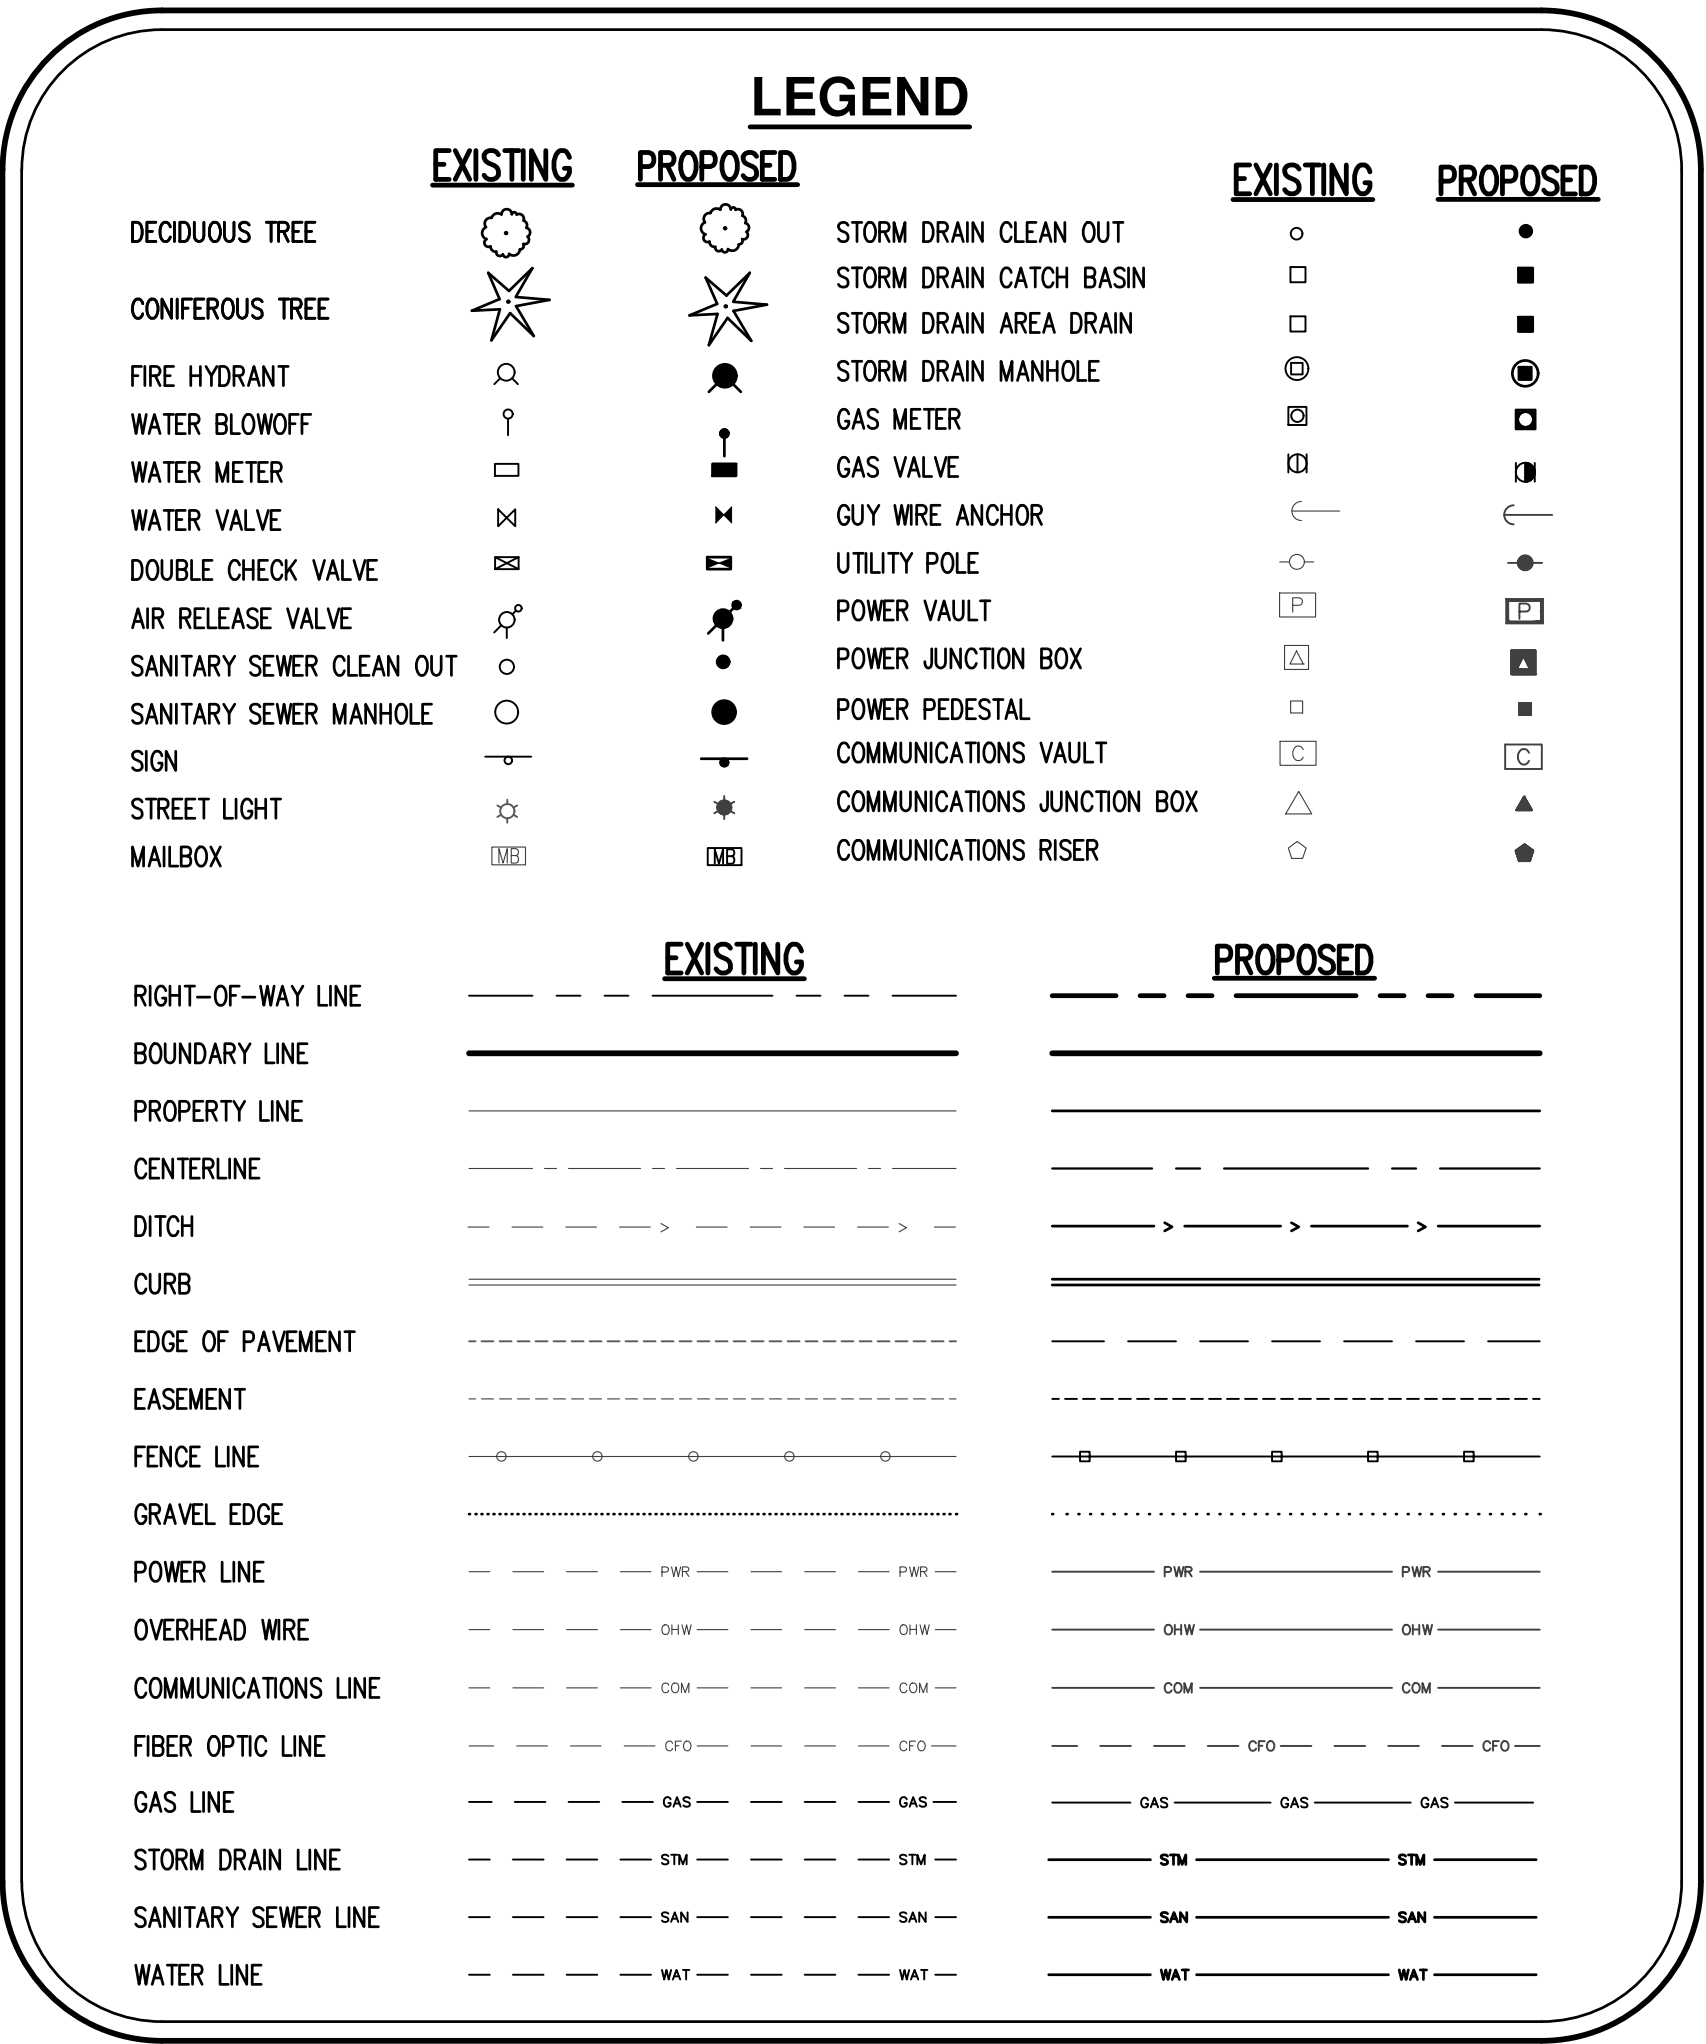 LEGEND
EXISTING PROPOSED
EXISTING PROPOSED
DECIDUOUS TREE
CONIFEROUS TREE
FIRE HYDRANT
WATER BLOWOFF
WATER METER
WATER VALVE
DOUBLE CHECK VALVE
AIR RELEASE VALVE
SANITARY SEWER CLEAN OUT
SANITARY SEWER MANHOLE
SIGN
STREET LIGHT
MAILBOX MB MB
STORM DRAIN CLEAN OUT
STORM DRAIN CATCH BASIN
STORM DRAIN AREA DRAIN
STORM DRAIN MANHOLE
GAS METER
GAS VALVE
GUY WIRE ANCHOR
UTILITY POLE
POWER VAULT P P
POWER JUNCTION BOX
POWER PEDESTAL
COMMUNICATIONS VAULT C C
COMMUNICATIONS JUNCTION BOX
COMMUNICATIONS RISER
EXISTING PROPOSED
RIGHT-OF-WAY LINE
BOUNDARY LINE
PROPERTY LINE
CENTERLINE
DITCH
CURB
EDGE OF PAVEMENT
EASEMENT
FENCE LINE
GRAVEL EDGE
POWER LINE PWR PWR PWR PWR
OVERHEAD WIRE OHW OHW OHW OHW
COMMUNICATIONS LINE COM COM COM COM
FIBER OPTIC LINE CFO CFO CFO CFO
GAS LINE GAS GAS GAS GAS GAS
STORM DRAIN LINE STM STM STM STM
SANITARY SEWER LINE SAN SAN SAN SAN
WATER LINE WAT WAT WAT WAT